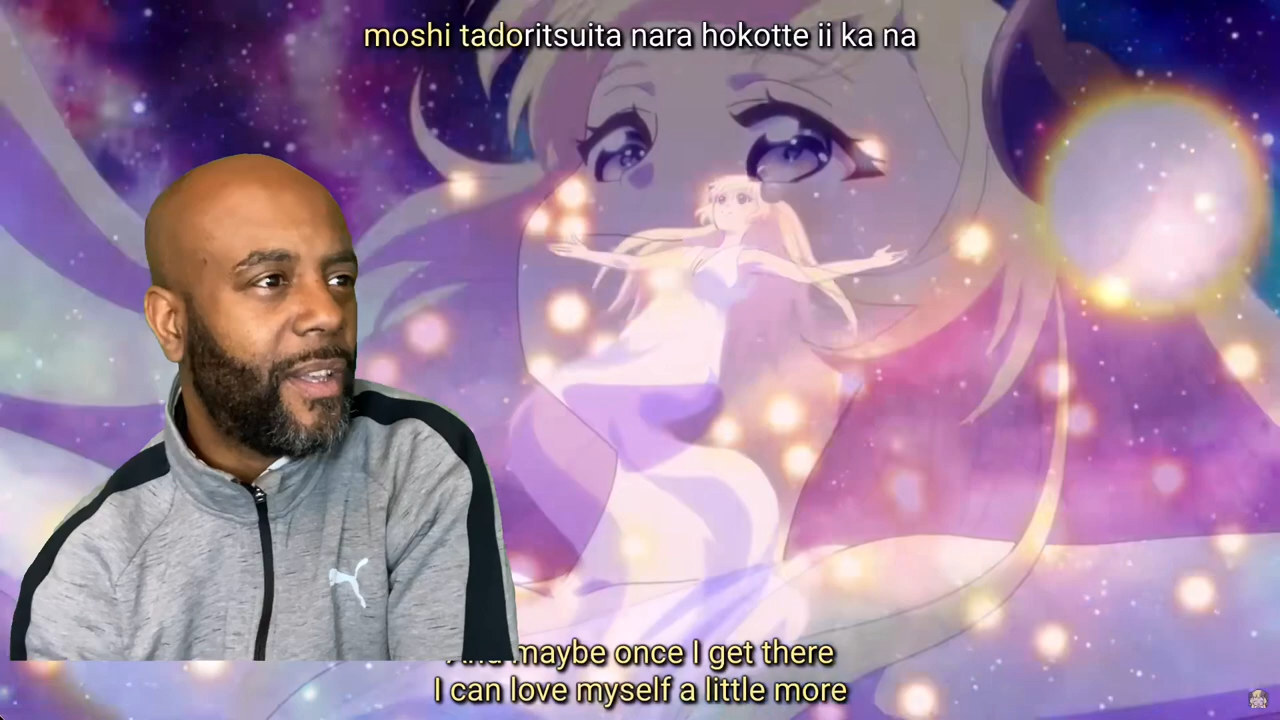 moshi tadoritsuita nara hokotte ii ka na
maybe once I get there
I can love myself a little more